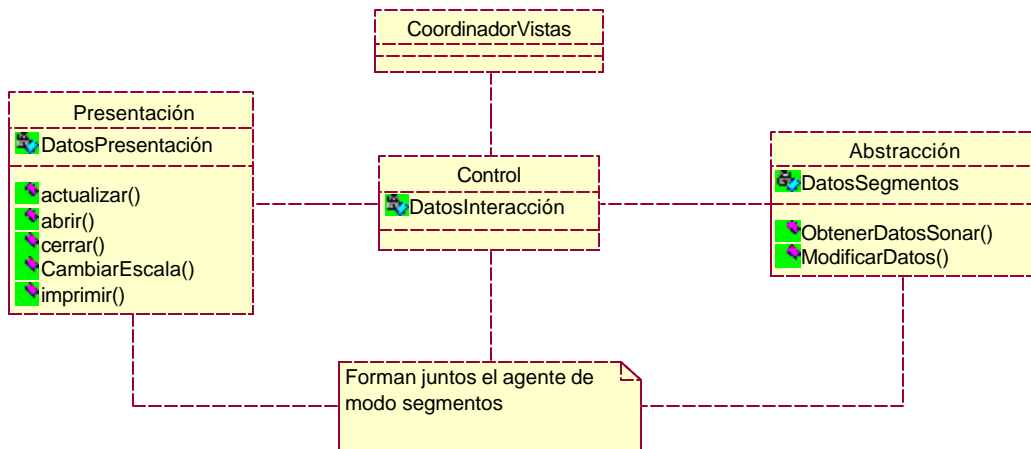 CoordinadorVistas
Presentación
DatosPresentación
actualizar()
abrir()
cerrar()
CambiarEscala()
imprimir()
Control
DatosInteracción
Abstracción
DatosSegmentos
ObtenerDatosSonar()
ModificarDatos()
Forman juntos el agente de
modo segmentos